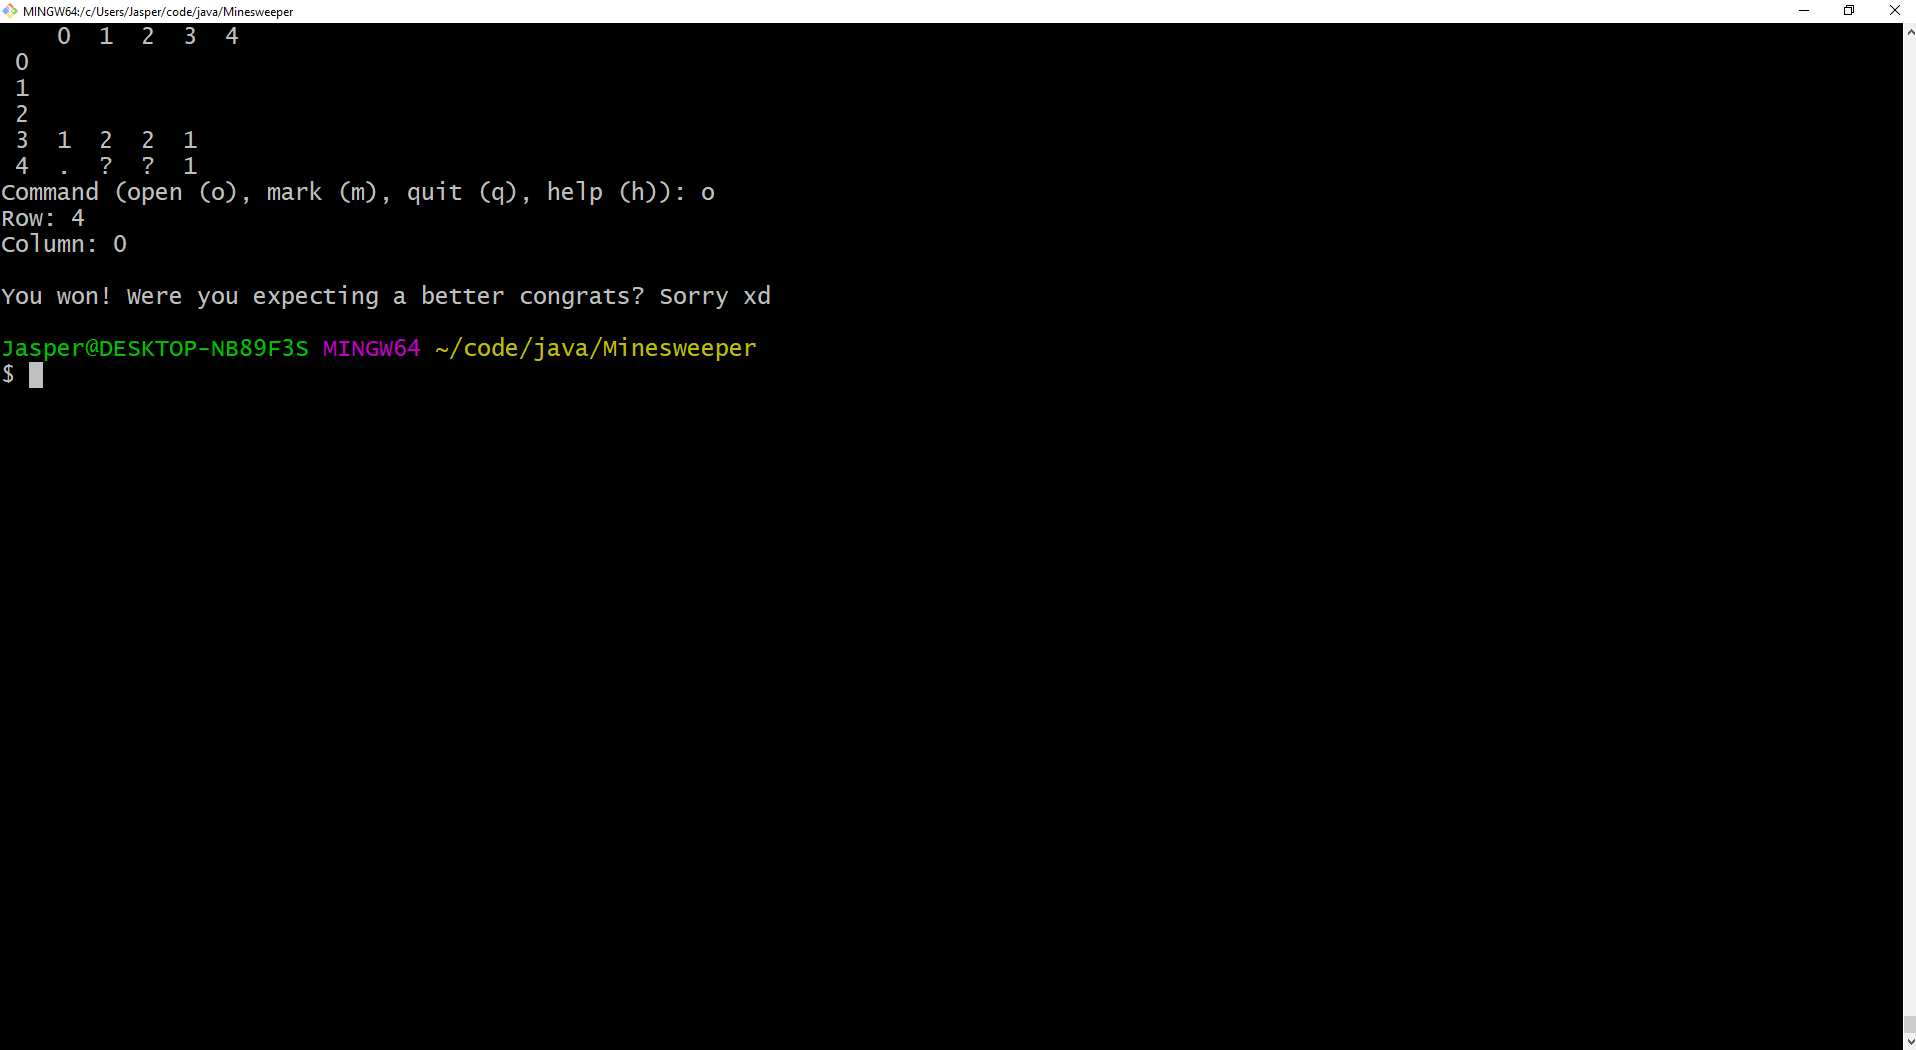 MINGW64:/c/Users/Jasper/code/java/Minesweeper
0 1 2 3 4
0
1
2
3 1 2 2 1
4 . ? ? 1
Command (open (o), mark (m), quit (q), help (h)): o
Row: 4
Column: 0
You won! Were you expecting a better congrats? Sorry xd
Jasper@DESKTOP-NB89F3S MINGW64 ~/code/java/Minesweeper
$